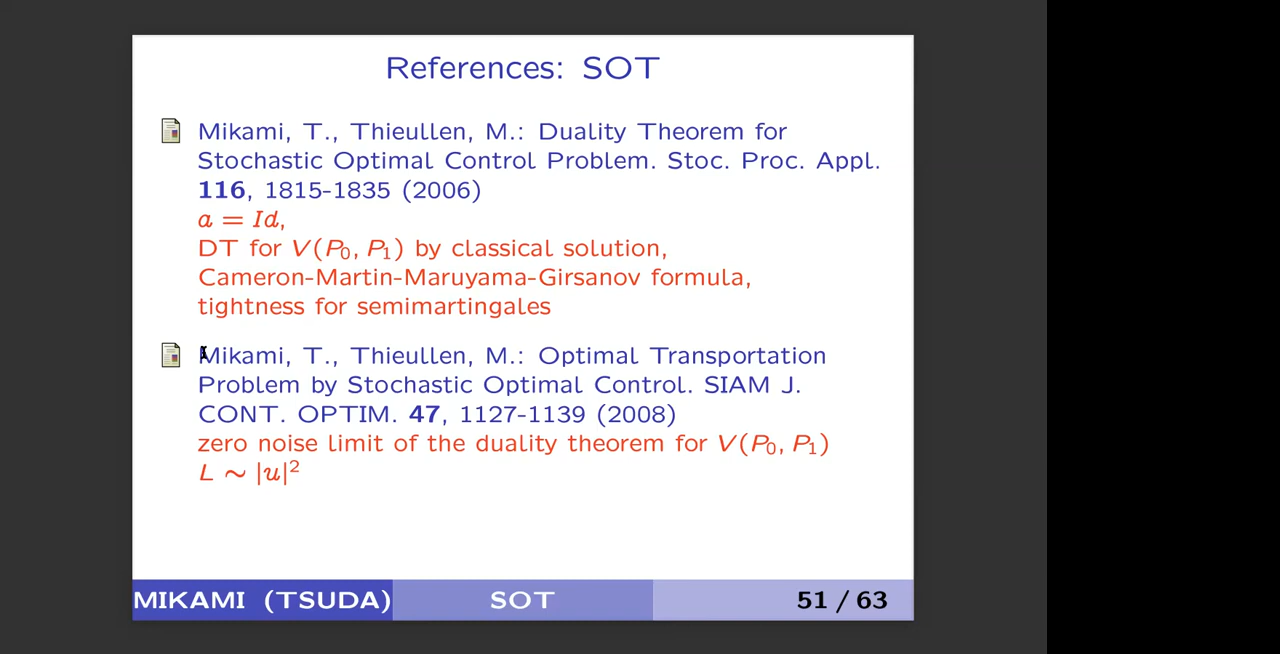 References: SOT
Mikami, T., Thieullen, M.: Duality Theorem for
Stochastic Optimal Control Problem. Stoc. Proc. Appl.
116, 1815-1835 (2006)
a = Id,
DT for V(P₀, P₁) by classical solution,
Cameron-Martin-Maruyama-Girsanov formula,
tightness for semimartingales
Mikami, T., Thieullen, M.: Optimal Transportation
Problem by Stochastic Optimal Control. SIAM J.
CONT. OPTIM. 47, 1127-1139 (2008)
zero noise limit of the duality theorem for V(P₀, P₁)
L ∼ |u|²
MIKAMI (TSUDA) SOT 51 / 63